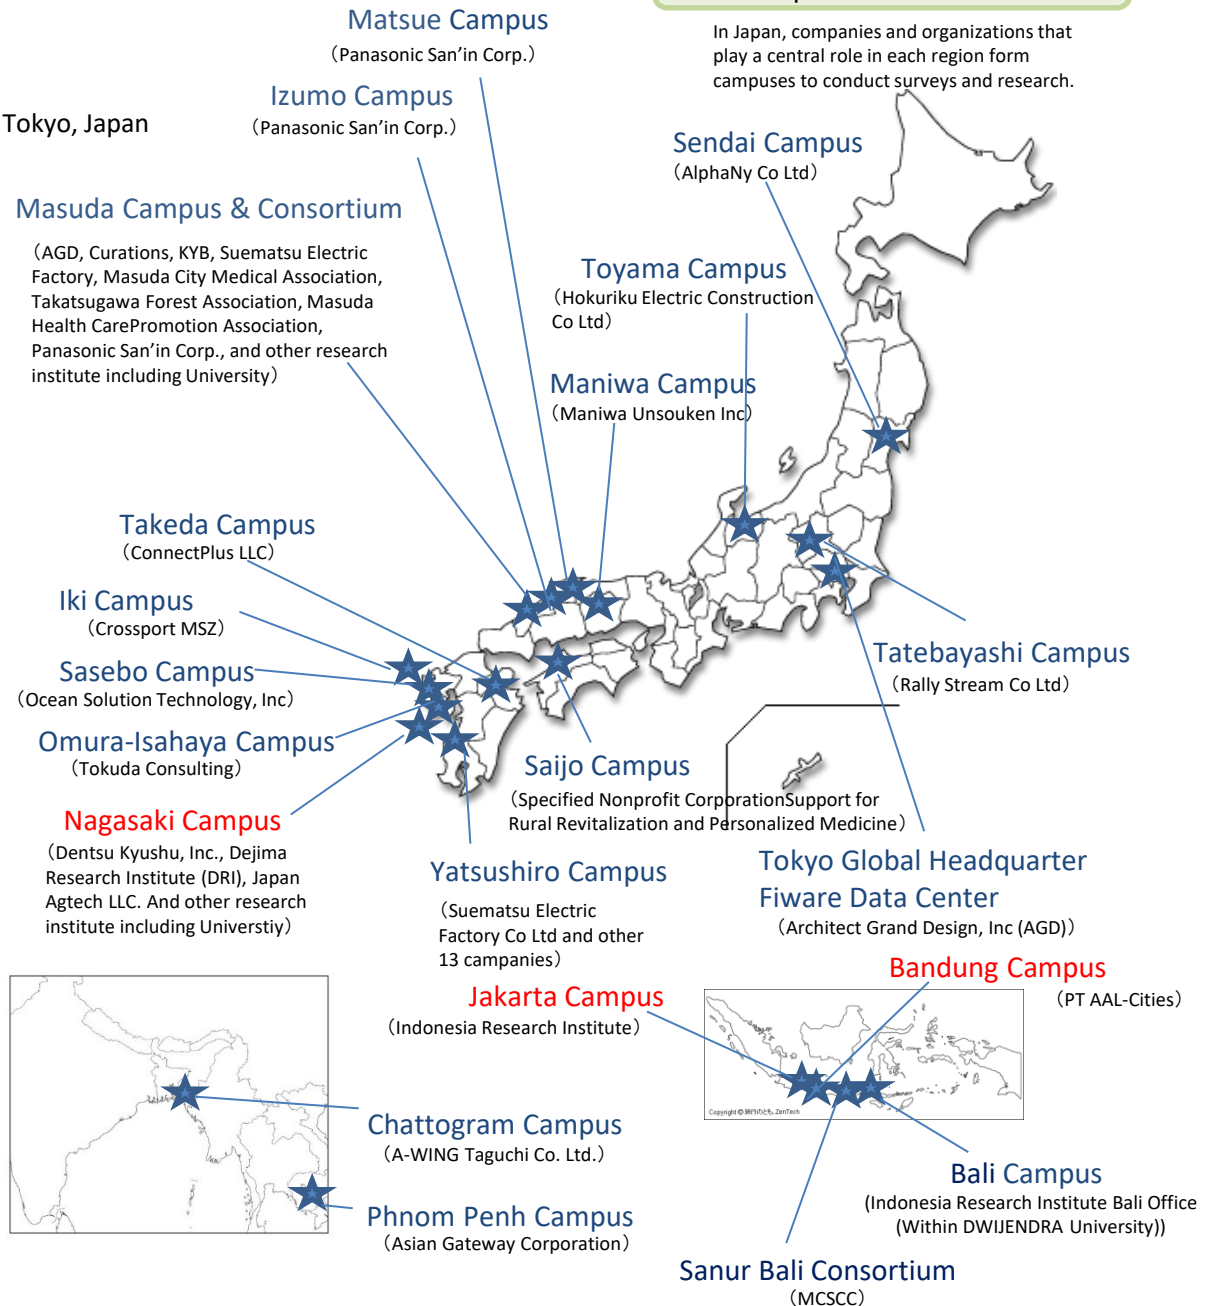 Matsue Campus
（Panasonic San’in Corp.）
In Japan, companies and organizations that
play a central role in each region form
campuses to conduct surveys and research.
Izumo Campus
（Panasonic San’in Corp.）
Tokyo, Japan
Sendai Campus
（AlphaNy Co Ltd）
Masuda Campus & Consortium
（AGD, Curations, KYB, Suematsu Electric
Factory, Masuda City Medical Association,
Takatsugawa Forest Association, Masuda
Health CarePromotion Association,
Panasonic San’in Corp., and other research
institute including University）
Toyama Campus
（Hokuriku Electric Construction
Co Ltd）
Maniwa Campus
（Maniwa Unsouken Inc）
Takeda Campus
（ConnectPlus LLC）
Iki Campus
（Crossport MSZ）
Sasebo Campus
（Ocean Solution Technology, Inc）
Omura-Isahaya Campus
（Tokuda Consulting）
Tatebayashi Campus
（Rally Stream Co Ltd）
Saijo Campus
（Specified Nonprofit CorporationSupport for
Rural Revitalization and Personalized Medicine）
Nagasaki Campus
（Dentsu Kyushu, Inc., Dejima
Research Institute (DRI), Japan
Agtech LLC. And other research
institute including Universtiy）
Yatsushiro Campus
（Suematsu Electric
Factory Co Ltd and other
13 companies）
Tokyo Global Headquarter
Fiware Data Center
（Architect Grand Design, Inc (AGD)）
Bandung Campus
（PT AAL-Cities）
Jakarta Campus
（Indonesia Research Institute）
Copyright © 旅行のとも、ZenTech
Chattogram Campus
（A-WING Taguchi Co. Ltd.）
Bali Campus
(Indonesia Research Institute Bali Office
(Within DWIJENDRA University))
Phnom Penh Campus
（Asian Gateway Corporation）
Sanur Bali Consortium
（MCSCC）